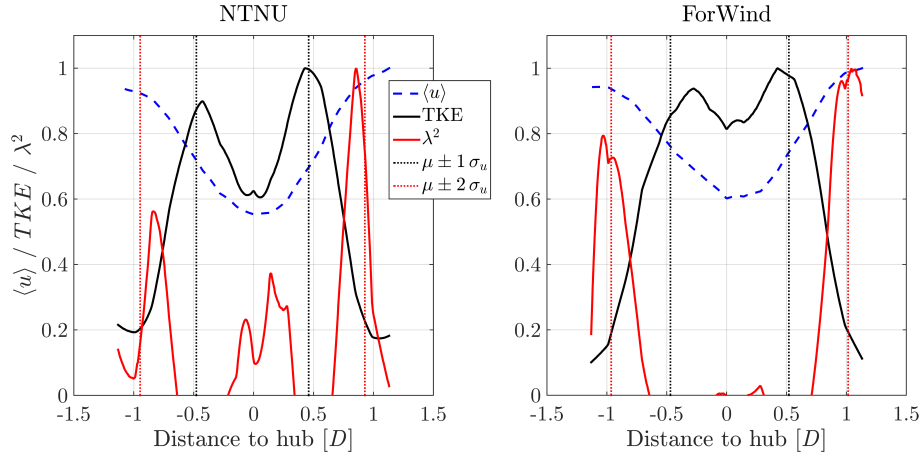 NTNU
ForWind
⟨u⟩ / TKE / λ²
1
0.8
0.6
0.4
0.2
0
-1.5 -1 -0.5 0 0.5 1 1.5
Distance to hub [D]
⟨u⟩
TKE
λ²
μ ± 1 σᵤ
μ ± 2 σᵤ
1
0.8
0.6
0.4
0.2
0
-1.5 -1 -0.5 0 0.5 1 1.5
Distance to hub [D]